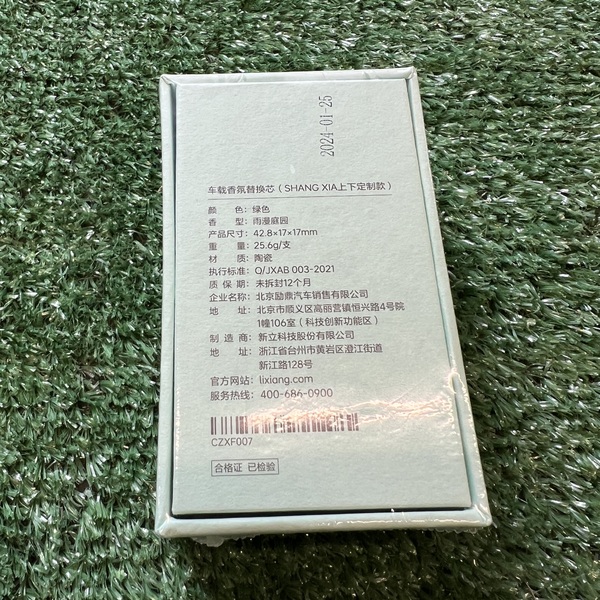 2024-01-25
车载香氛替换芯（SHANG XIA上下定制款）
颜 色：绿色
香 型：雨漫庭园
产品尺寸：42.8×17×17mm
重 量：25.6g/支
材 质：陶瓷
执行标准：Q/JXAB 003-2021
质 保 期：未拆封12个月
企业名称：北京励鼎汽车销售有限公司
地 址：北京市顺义区高丽营镇恒兴路4号院
1幢106室（科技创新功能区）
制 造 商：新立科技股份有限公司
地 址：浙江省台州市黄岩区澄江街道
新江路128号
官方网站：lixiang.com
服务热线：400-686-0900
CZXF007
合格证 已检验